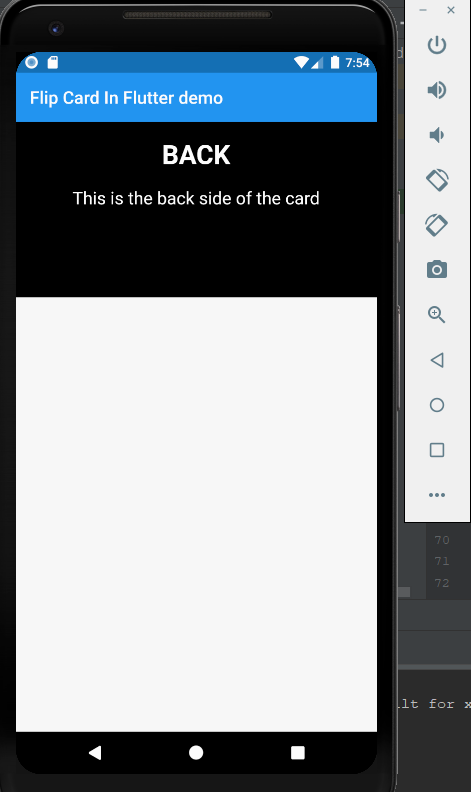 7:54
Flip Card In Flutter demo
BACK
This is the back side of the card
70
71
72
lt for x